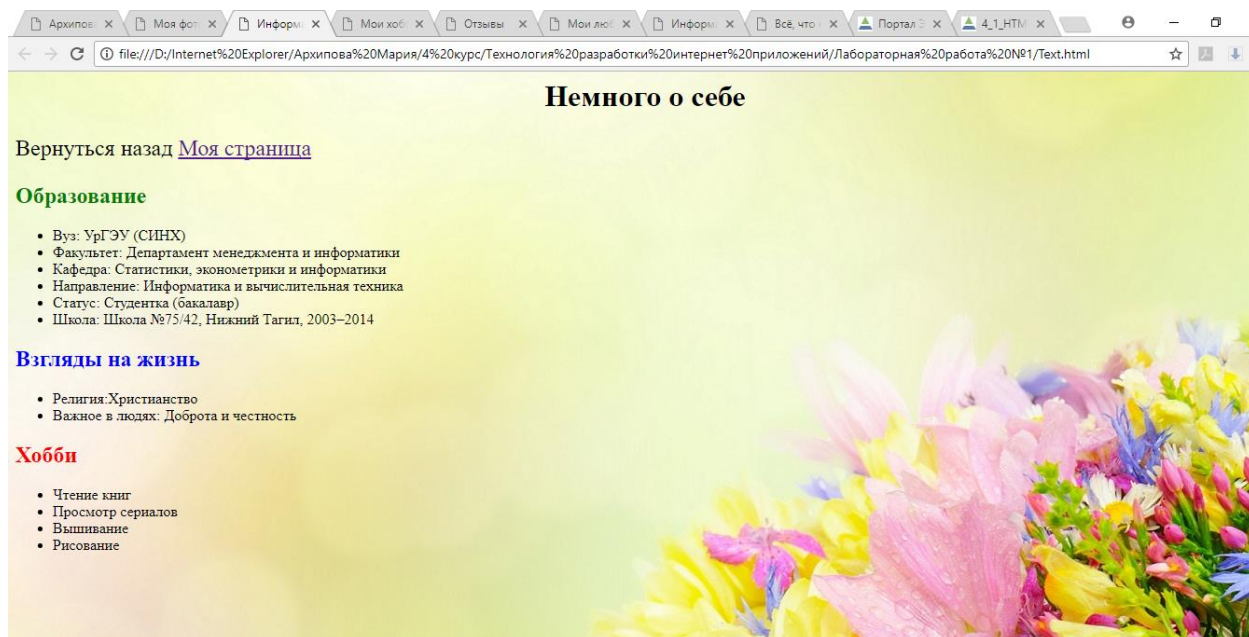 Архипов
Моя фот
Информа
Мои хоб
Отзывы
Мои люб
Информ
Всё, что
Портал Э
4_1_HTM
file:///D:/Internet%20Explorer/Архипова%20Мария/4%20курс/Технология%20разработки%20интернет%20приложений/Лабораторная%20работа%20№1/Text.html
Немного о себе
Вернуться назад Моя страница
Образование
Вуз: УрГЭУ (СИНХ)
Факультет: Департамент менеджмента и информатики
Кафедра: Статистики, эконометрики и информатики
Направление: Информатика и вычислительная техника
Статус: Студентка (бакалавр)
Школа: Школа №75/42, Нижний Тагил, 2003–2014
Взгляды на жизнь
Религия:Христианство
Важное в людях: Доброта и честность
Хобби
Чтение книг
Просмотр сериалов
Вышивание
Рисование